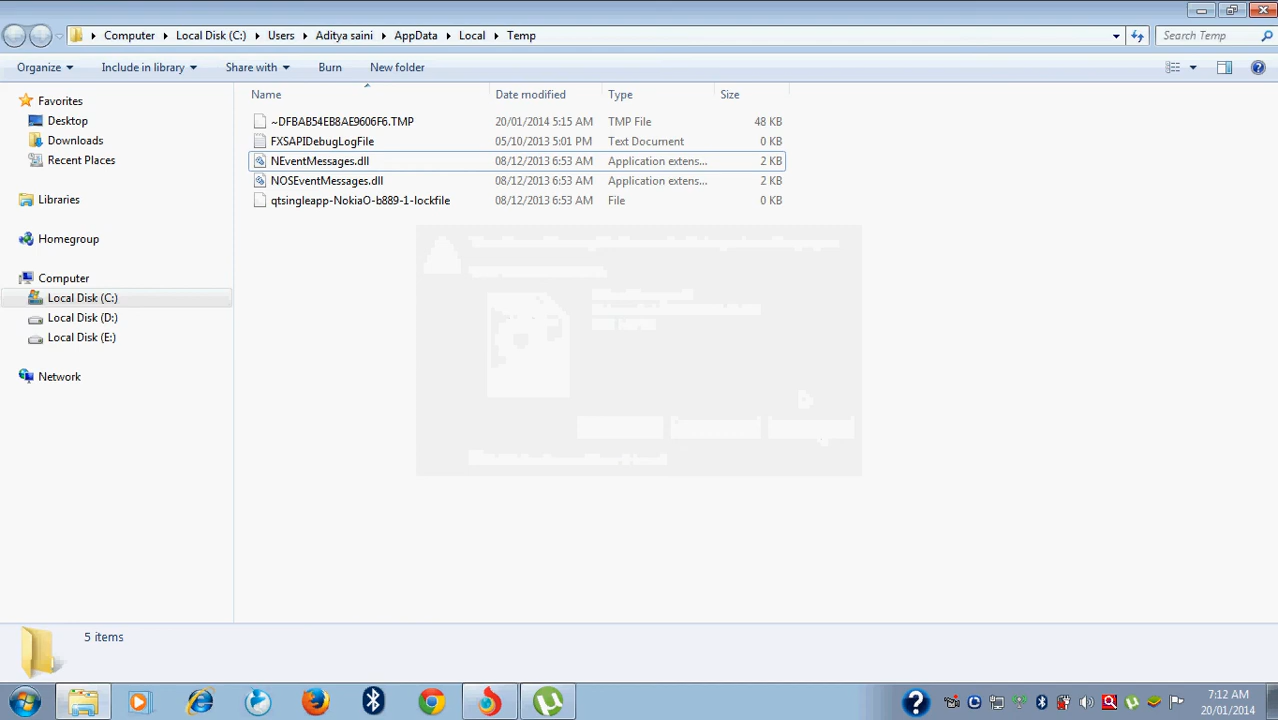 Computer Local Disk (C:) Users Aditya saini AppData Local Temp Search Temp
Organize Include in library Share with Burn New folder
Favorites
Desktop
Downloads
Recent Places
Libraries
Homegroup
Computer
Local Disk (C:)
Local Disk (D:)
Local Disk (E:)
Network
Name Date modified Type Size
~DFBAB54EB8AE9606F6.TMP 20/01/2014 5:15 AM TMP File 48 KB
FXSAPIDebugLogFile 05/10/2013 5:01 PM Text Document 0 KB
NEventMessages.dll 08/12/2013 6:53 AM Application extens... 2 KB
NOSEventMessages.dll 08/12/2013 6:53 AM Application extens... 2 KB
qtsingleapp-NokiaO-b889-1-lockfile 08/12/2013 6:53 AM File 0 KB
5 items
7:12 AM
20/01/2014